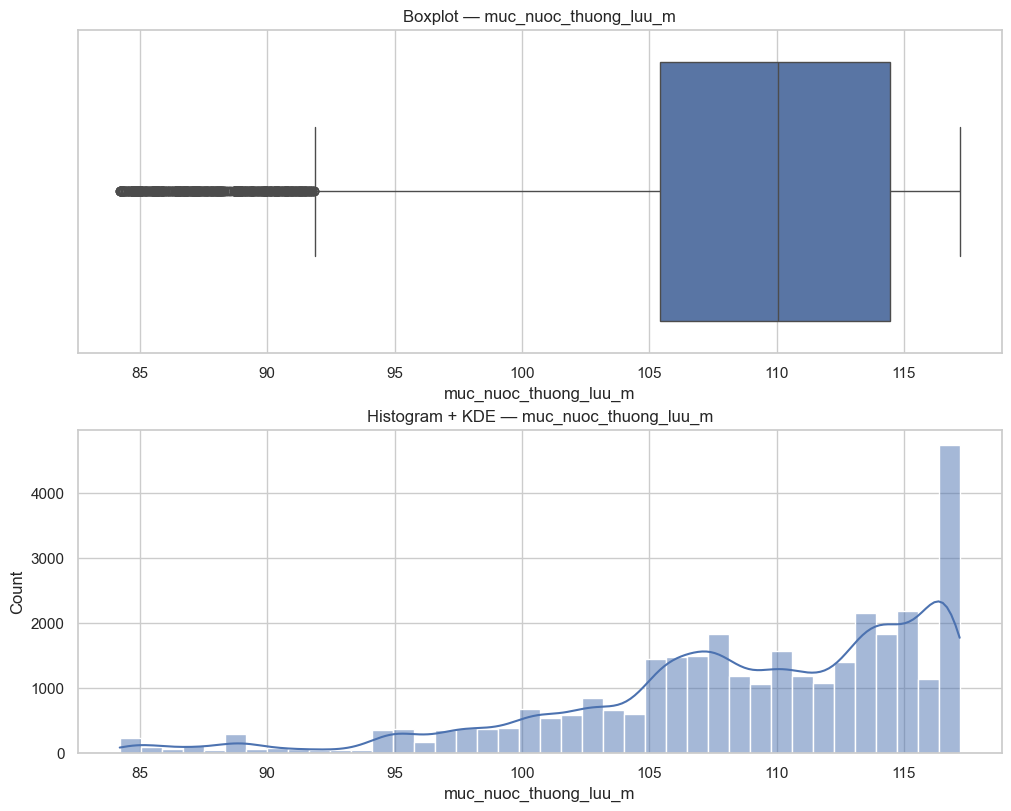 Boxplot — muc_nuoc_thuong_luu_m
85 90 95 100 105 110 115
muc_nuoc_thuong_luu_m
Histogram + KDE — muc_nuoc_thuong_luu_m
Count
4000
3000
2000
1000
0
85 90 95 100 105 110 115
muc_nuoc_thuong_luu_m